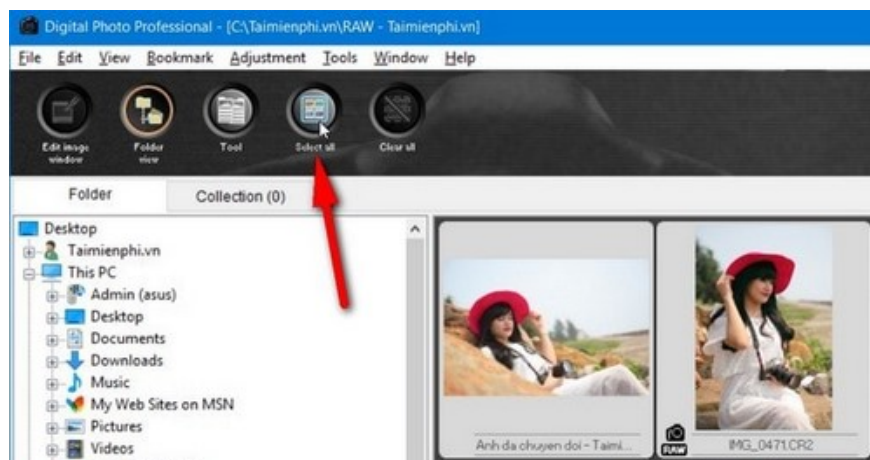 Digital Photo Professional - [C:\Taimienphi.vn\RAW - Taimienphi.vn]
File Edit View Bookmark Adjustment Tools Window Help
Edit image window
Folder view
Tool
Select all
Clear all
Folder
Collection (0)
Desktop
Taimienphi.vn
This PC
Admin (asus)
Desktop
Documents
Downloads
Music
My Web Sites on MSN
Pictures
Videos
Anh da chuyen doi - Taimi...
RAW
IMG_0471.CR2